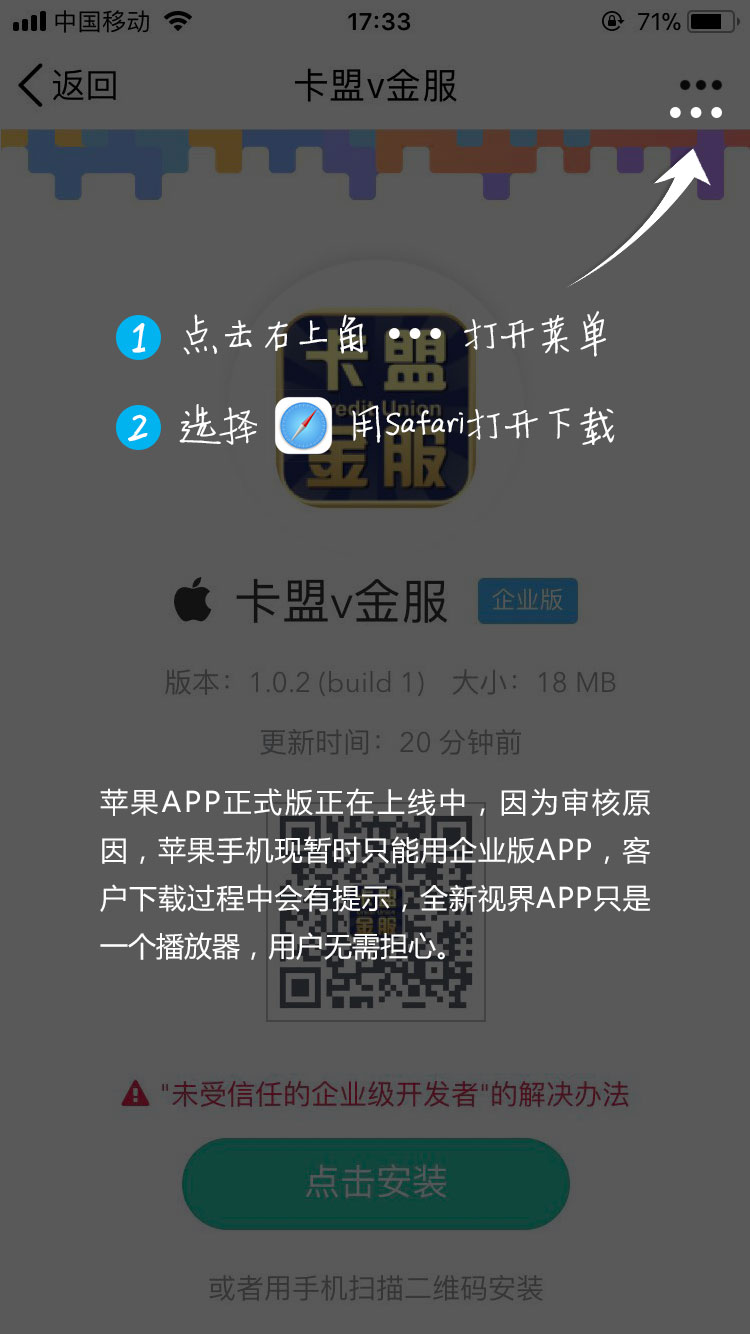 中国移动 17:33 71%
返回 卡盟v金服
1 点击右上角 ••• 打开菜单
2 选择 用Safari打开下载
卡盟
Credit Union
金服
卡盟v金服 企业版
版本：1.0.2 (build 1) 大小：18 MB
更新时间：20 分钟前
苹果APP正式版正在上线中，因为审核原
因，苹果手机现暂时只能用企业版APP，客
户下载过程中会有提示，全新视界APP只是
一个播放器，用户无需担心。
金服
"未受信任的企业级开发者"的解决办法
点击安装
或者用手机扫描二维码安装